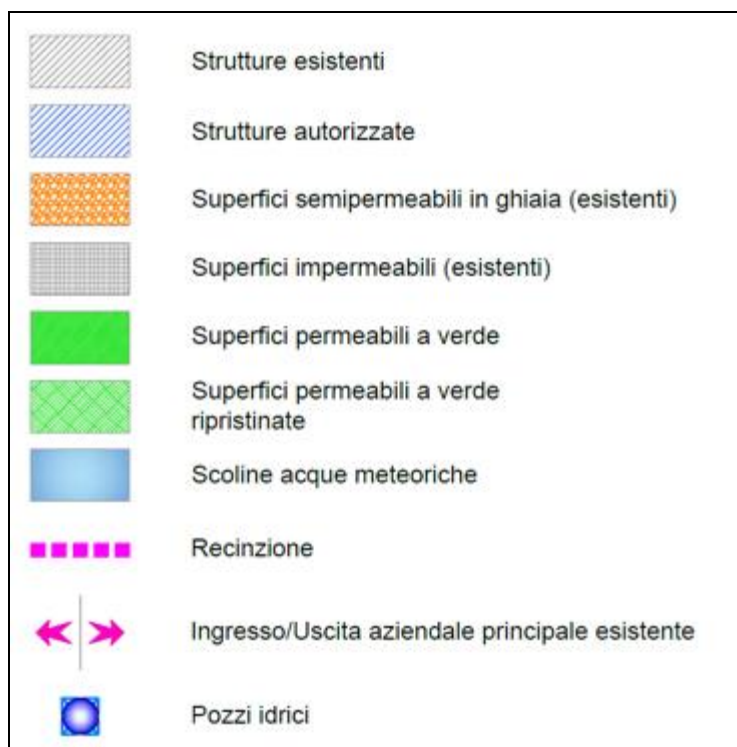 Strutture esistenti
Strutture autorizzate
Superfici semipermeabili in ghiaia (esistenti)
Superfici impermeabili (esistenti)
Superfici permeabili a verde
Superfici permeabili a verde
ripristinate
Scoline acque meteoriche
Recinzione
Ingresso/Uscita aziendale principale esistente
Pozzi idrici